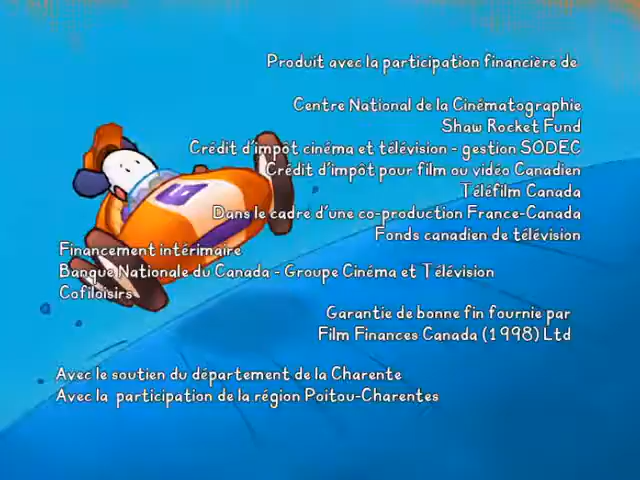 Produit avec la participation financière de
Centre National de la Cinématographie
Shaw Rocket Fund
Crédit d'impôt cinéma et télévision - gestion SODEC
Crédit d'impôt pour film ou vidéo Canadien
Téléfilm Canada
Dans le cadre d'une co-production France-Canada
Fonds canadien de télévision
Financement intérimaire
Banque Nationale du Canada - Groupe Cinéma et Télévision
Cofiloisirs
Garantie de bonne fin fournie par
Film Finances Canada (1998) Ltd
Avec le soutien du département de la Charente
Avec la participation de la région Poitou-Charentes